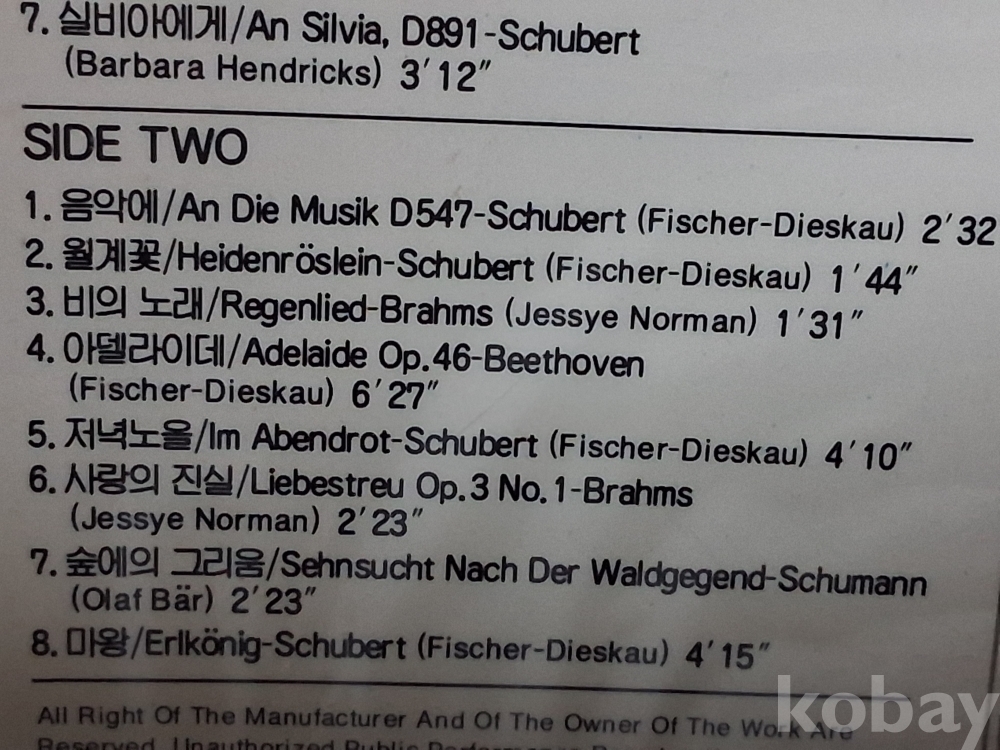 7. 실비아에게/An Silvia, D891-Schubert
(Barbara Hendricks) 3′12″
SIDE TWO
1. 음악에/An Die Musik D547-Schubert (Fischer-Dieskau) 2′32
2. 월계꽃/Heidenröslein-Schubert (Fischer-Dieskau) 1′44″
3. 비의 노래/Regenlied-Brahms (Jessye Norman) 1′31″
4. 아델라이데/Adelaide Op.46-Beethoven
(Fischer-Dieskau) 6′27″
5. 저녁노을/Im Abendrot-Schubert (Fischer-Dieskau) 4′10″
6. 사랑의 진실/Liebestreu Op.3 No.1-Brahms
(Jessye Norman) 2′23″
7. 숲에의 그리움/Sehnsucht Nach Der Waldgegend-Schumann
(Olaf Bär) 2′23″
8. 마왕/Erlkönig-Schubert (Fischer-Dieskau) 4′15″
All Right Of The Manufacturer And Of The Owner Of The Work Are
Reserved. Unauthorized Public
kobay